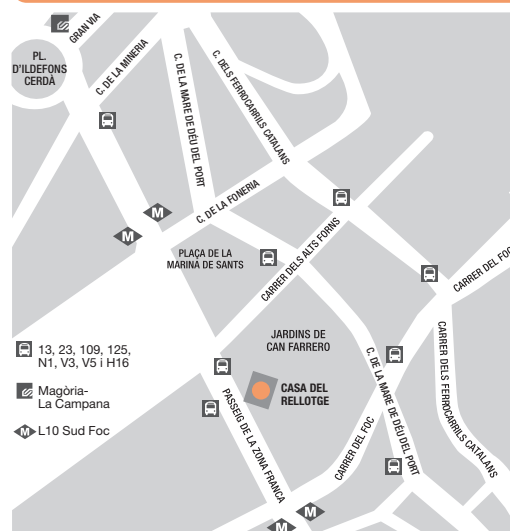 GRAN VIA
PL.
D'ILDEFONS
CERDÀ
C. DE LA MINERIA
C. DE LA MARE DE DÉU DEL PORT
C. DELS FERROCARRILS CATALANS
C. DE LA FONERIA
M
M
PLAÇA DE LA
MARINA DE SANTS
CARRER DELS ALTS FORNS
CARRER DEL FOC
JARDINS DE
CAN FARRERO
13, 23, 109, 125,
N1, V3, V5 i H16
Magòria-
La Campana
M L10 Sud Foc
CASA DEL
RELLOTGE
PASSEIG DE LA ZONA FRANCA
CARRER DEL FOC
C. DE LA MARE DE DÉU DEL PORT
CARRER DELS FERROCARRILS CATALANS
M
M